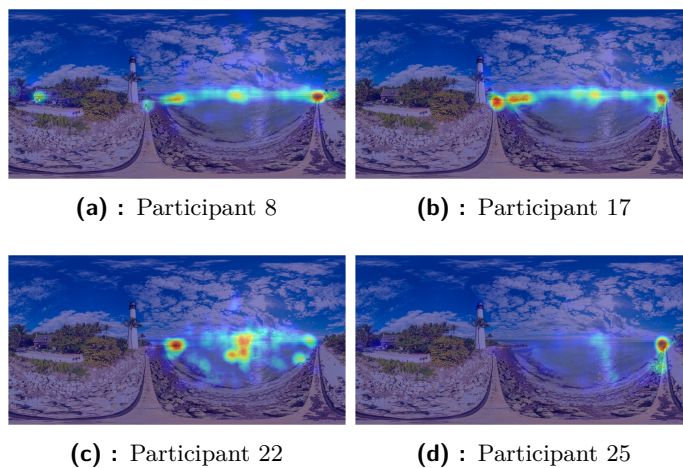 (a) : Participant 8
(b) : Participant 17
(c) : Participant 22
(d) : Participant 25